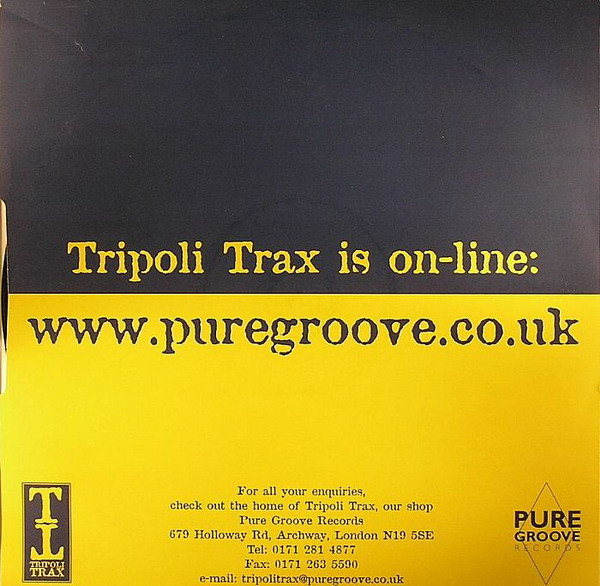 Tripoli Trax is on-line:
www.puregroove.co.uk
For all your enquiries,
check out the home of Tripoli Trax, our shop
Pure Groove Records
679 Holloway Rd, Archway, London N19 5SE
Tel: 0171 281 4877
Fax: 0171 263 5590
e-mail: tripolitrax@puregroove.co.uk
TT
TRIPOLI
TRAX
PURE
GROOVE
RECORDS